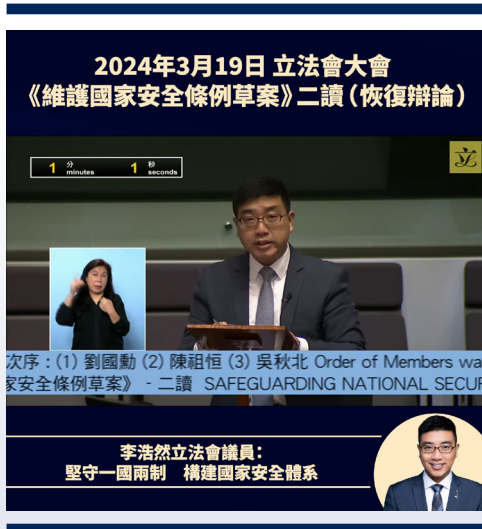 2024年3月19日 立法會大會
《維護國家安全條例草案》二讀（恢復辯論）
立
1 分 minutes 1 秒 seconds
次序：(1) 劉國勳 (2) 陳祖恒 (3) 吳秋北 Order of Members wa
家安全條例草案》 - 二讀 SAFEGUARDING NATIONAL SECUR
李浩然立法會議員：
堅守一國兩制 構建國家安全體系